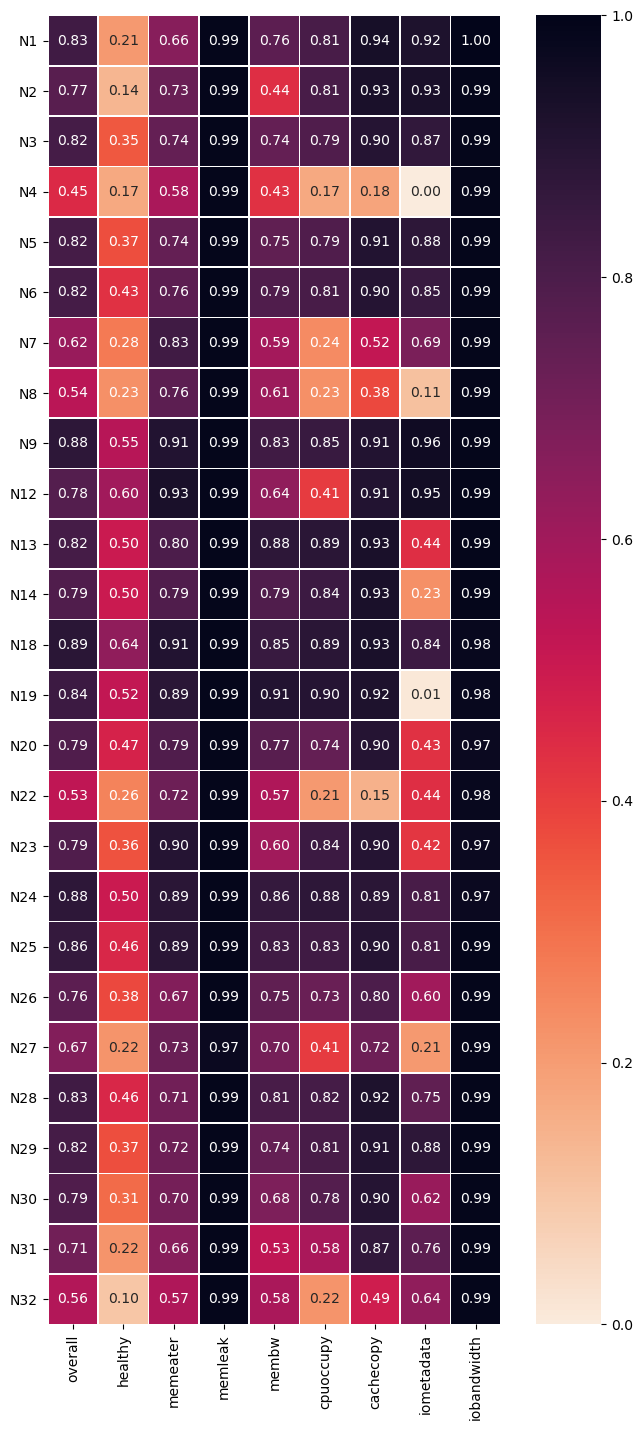 N1 0.83 0.21 0.66 0.99 0.76 0.81 0.94 0.92 1.00
N2 0.77 0.14 0.73 0.99 0.44 0.81 0.93 0.93 0.99
N3 0.82 0.35 0.74 0.99 0.74 0.79 0.90 0.87 0.99
N4 0.45 0.17 0.58 0.99 0.43 0.17 0.18 0.00 0.99
N5 0.82 0.37 0.74 0.99 0.75 0.79 0.91 0.88 0.99
N6 0.82 0.43 0.76 0.99 0.79 0.81 0.90 0.85 0.99
N7 0.62 0.28 0.83 0.99 0.59 0.24 0.52 0.69 0.99
N8 0.54 0.23 0.76 0.99 0.61 0.23 0.38 0.11 0.99
N9 0.88 0.55 0.91 0.99 0.83 0.85 0.91 0.96 0.99
N12 0.78 0.60 0.93 0.99 0.64 0.41 0.91 0.95 0.99
N13 0.82 0.50 0.80 0.99 0.88 0.89 0.93 0.44 0.99
N14 0.79 0.50 0.79 0.99 0.79 0.84 0.93 0.23 0.99
N18 0.89 0.64 0.91 0.99 0.85 0.89 0.93 0.84 0.98
N19 0.84 0.52 0.89 0.99 0.91 0.90 0.92 0.01 0.98
N20 0.79 0.47 0.79 0.99 0.77 0.74 0.90 0.43 0.97
N22 0.53 0.26 0.72 0.99 0.57 0.21 0.15 0.44 0.98
N23 0.79 0.36 0.90 0.99 0.60 0.84 0.90 0.42 0.97
N24 0.88 0.50 0.89 0.99 0.86 0.88 0.89 0.81 0.97
N25 0.86 0.46 0.89 0.99 0.83 0.83 0.90 0.81 0.99
N26 0.76 0.38 0.67 0.99 0.75 0.73 0.80 0.60 0.99
N27 0.67 0.22 0.73 0.97 0.70 0.41 0.72 0.21 0.99
N28 0.83 0.46 0.71 0.99 0.81 0.82 0.92 0.75 0.99
N29 0.82 0.37 0.72 0.99 0.74 0.81 0.91 0.88 0.99
N30 0.79 0.31 0.70 0.99 0.68 0.78 0.90 0.62 0.99
N31 0.71 0.22 0.66 0.99 0.53 0.58 0.87 0.76 0.99
N32 0.56 0.10 0.57 0.99 0.58 0.22 0.49 0.64 0.99
overall
healthy
memeater
memleak
membw
cpuoccupy
cachecopy
iometadata
iobandwidth
1.0
0.8
0.6
0.4
0.2
0.0